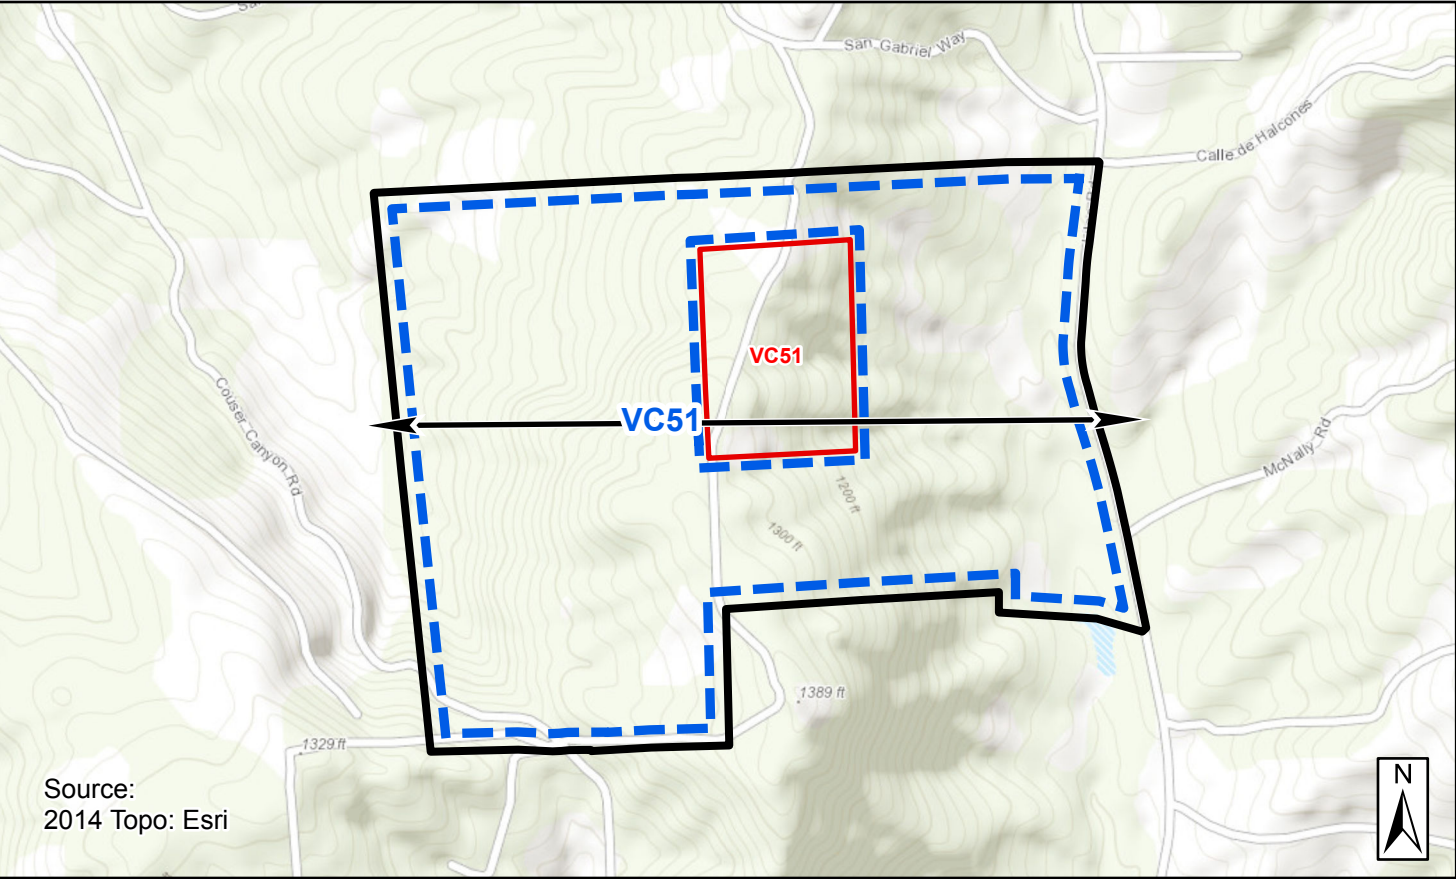 San Gabriel Way
Calle de Halcones
VC51
VC51
Couser Canyon Rd
McNally Rd
1200 ft
1300 ft
1389 ft
1329 ft
N
Source:
2014 Topo: Esri